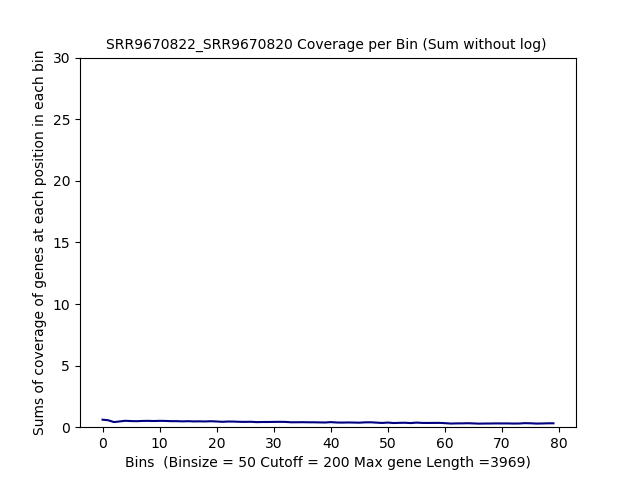 SRR9670822_SRR9670820 Coverage per Bin (Sum without log)
Sums of coverage of genes at each position in each bin
30
25
20
15
10
5
0
0 10 20 30 40 50 60 70 80
Bins  (Binsize = 50 Cutoff = 200 Max gene Length =3969)